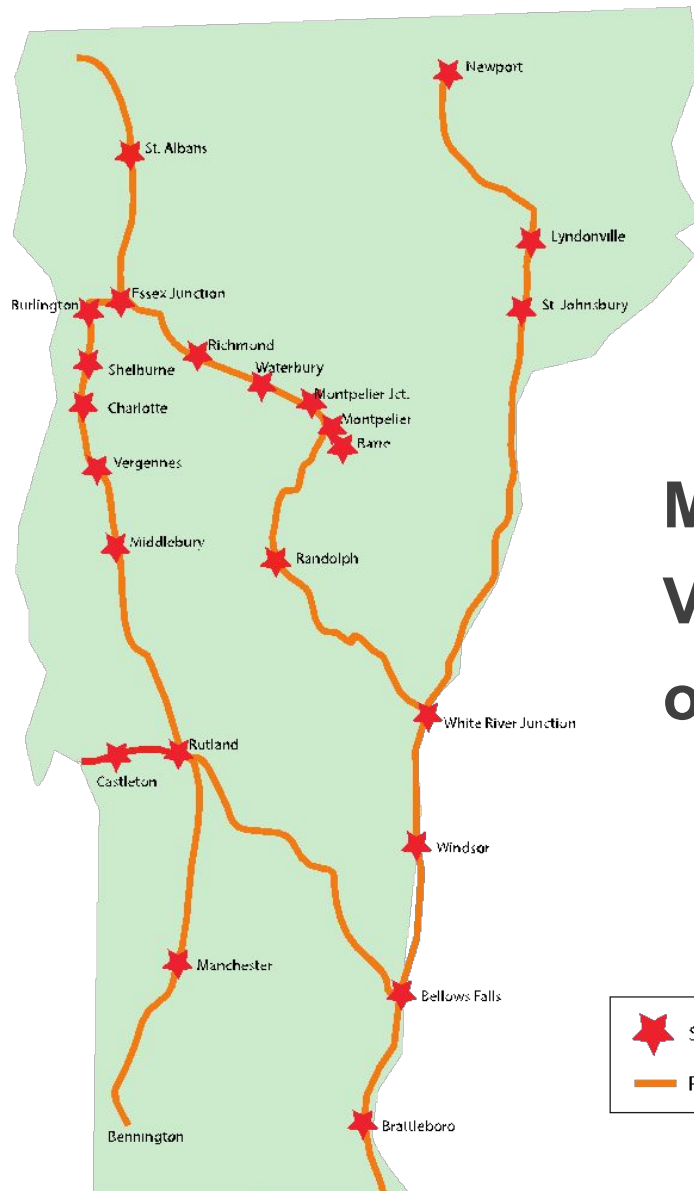 Newport
St. Albans
Lyndonville
Essex Junction
Burlington
St. Johnsbury
Richmond
Shelburne
Waterbury
Montpelier Jct.
Charlotte
Montpelier
Barre
Vergennes
Middlebury
Randolph
White River Junction
Rutland
Castleton
Windsor
Manchester
Bellows Falls
Brattleboro
Bennington